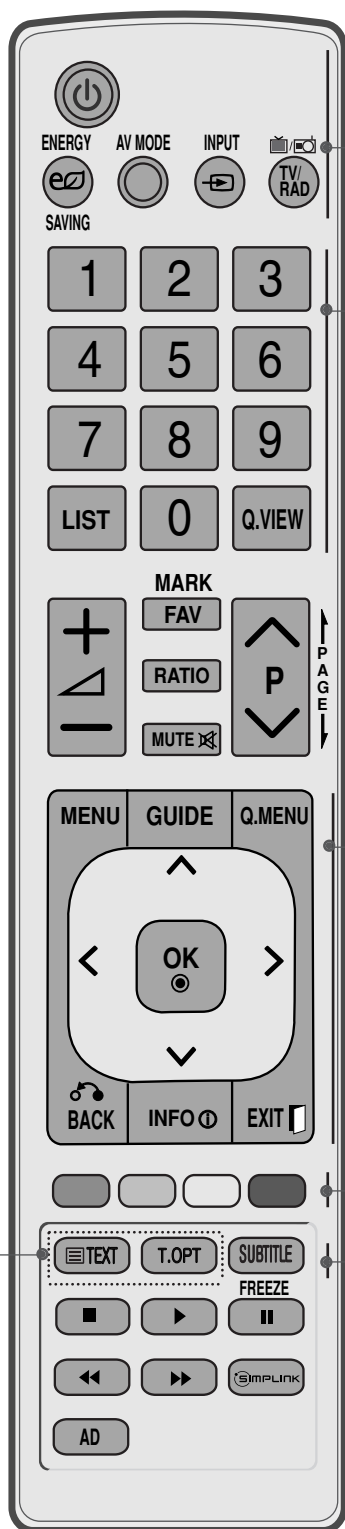 ENERGY AV MODE INPUT
TV/
RAD
SAVING
1 2 3
4 5 6
7 8 9
LIST 0 Q.VIEW
MARK
FAV
RATIO
MUTE
P
PAGE
MENU GUIDE Q.MENU
OK
BACK INFO EXIT
TEXT T.OPT SUBTITLE
FREEZE
SIMPLINK
AD